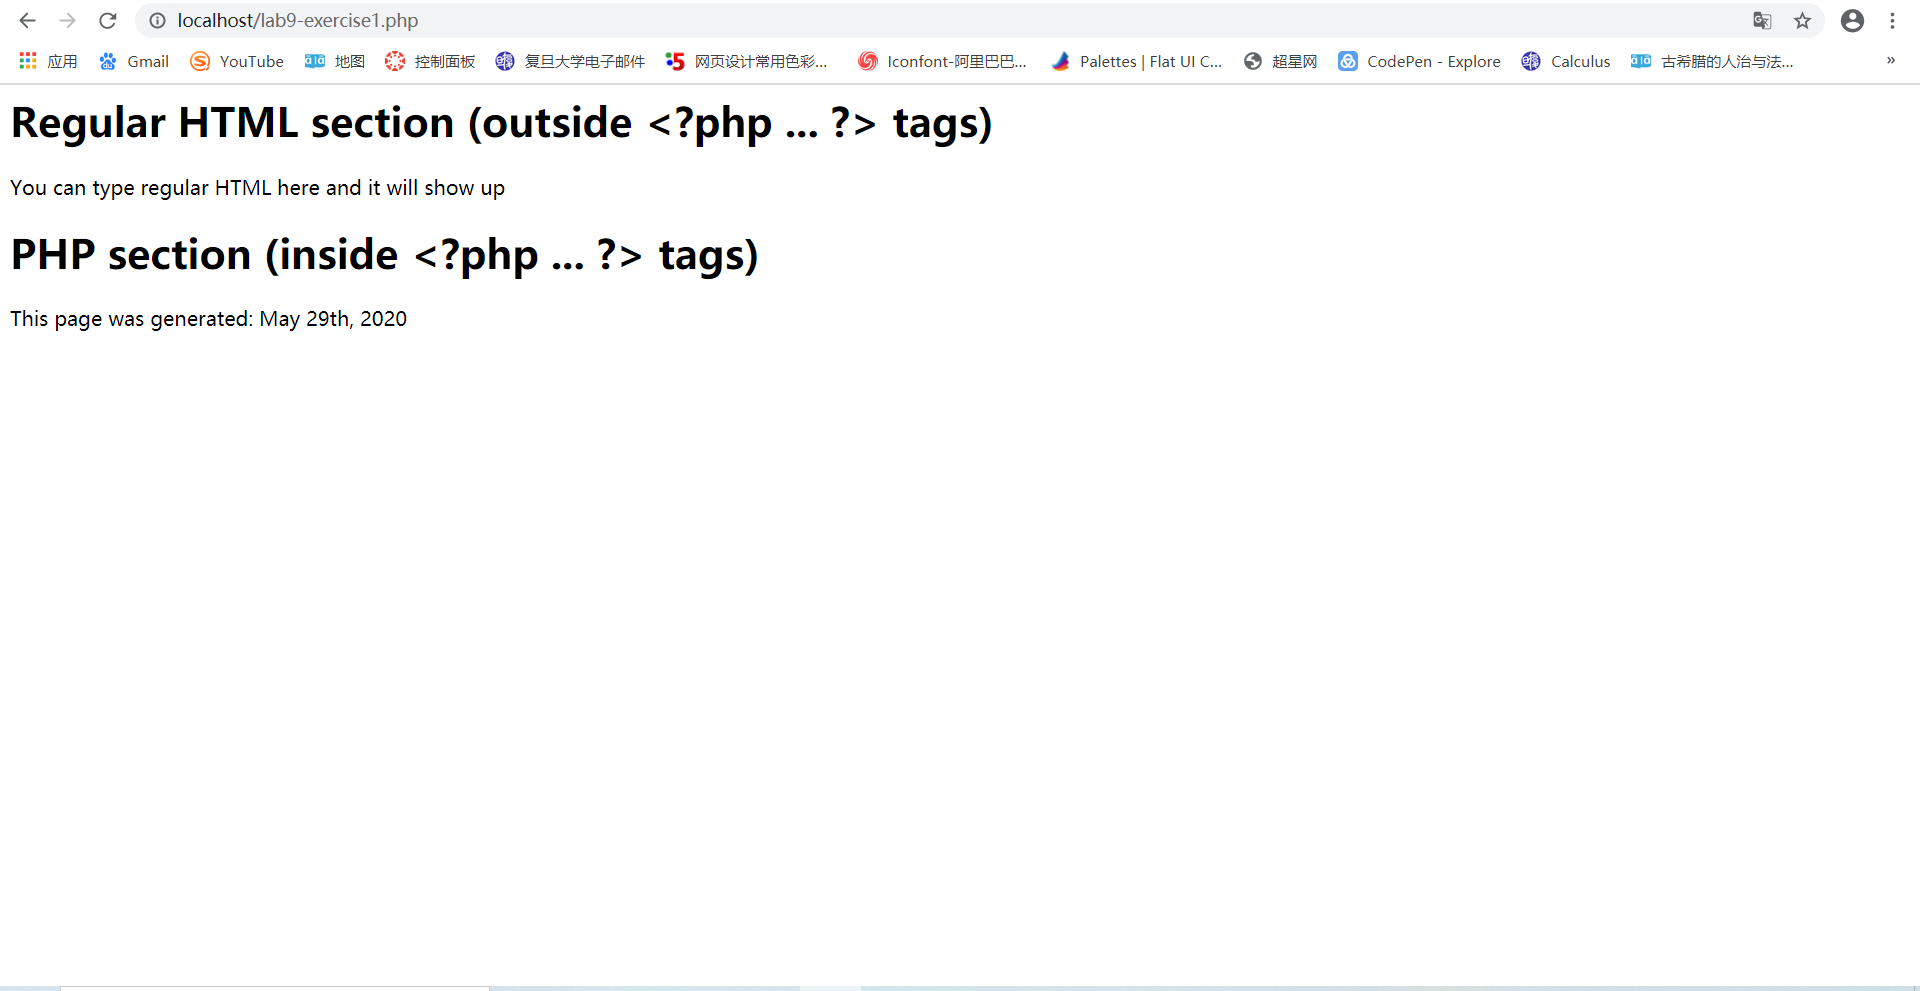 localhost/lab9-exercise1.php
应用 Gmail YouTube 地图 控制面板 复旦大学电子邮件 网页设计常用色彩... Iconfont-阿里巴巴... Palettes | Flat UI C... 超星网 CodePen - Explore Calculus 古希腊的人治与法... »
Regular HTML section (outside <?php ... ?> tags)
You can type regular HTML here and it will show up
PHP section (inside <?php ... ?> tags)
This page was generated: May 29th, 2020